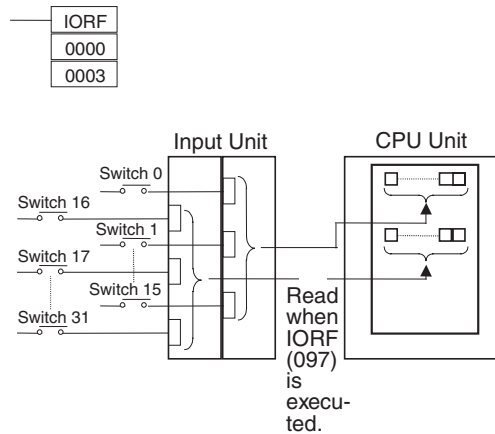 IORF
0000
0003
Input Unit
CPU Unit
Switch 0
Switch 16
Switch 1
Switch 17
Switch 15
Switch 31
Read
when
IORF
(097)
is
execu-
ted.